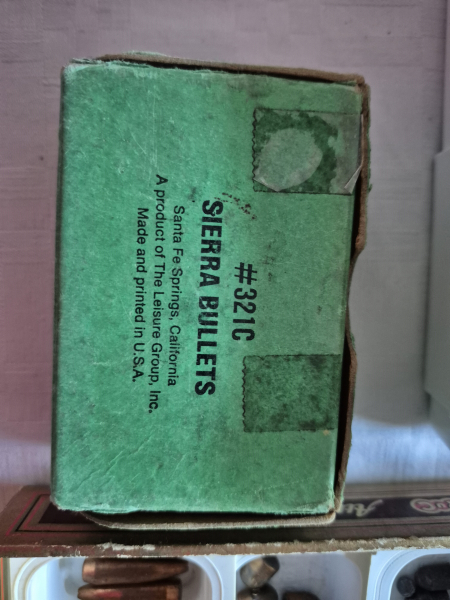 #321C
SIERRA BULLETS
Santa Fe Springs, California
A product of The Leisure Group, Inc.
Made and printed in U.S.A.